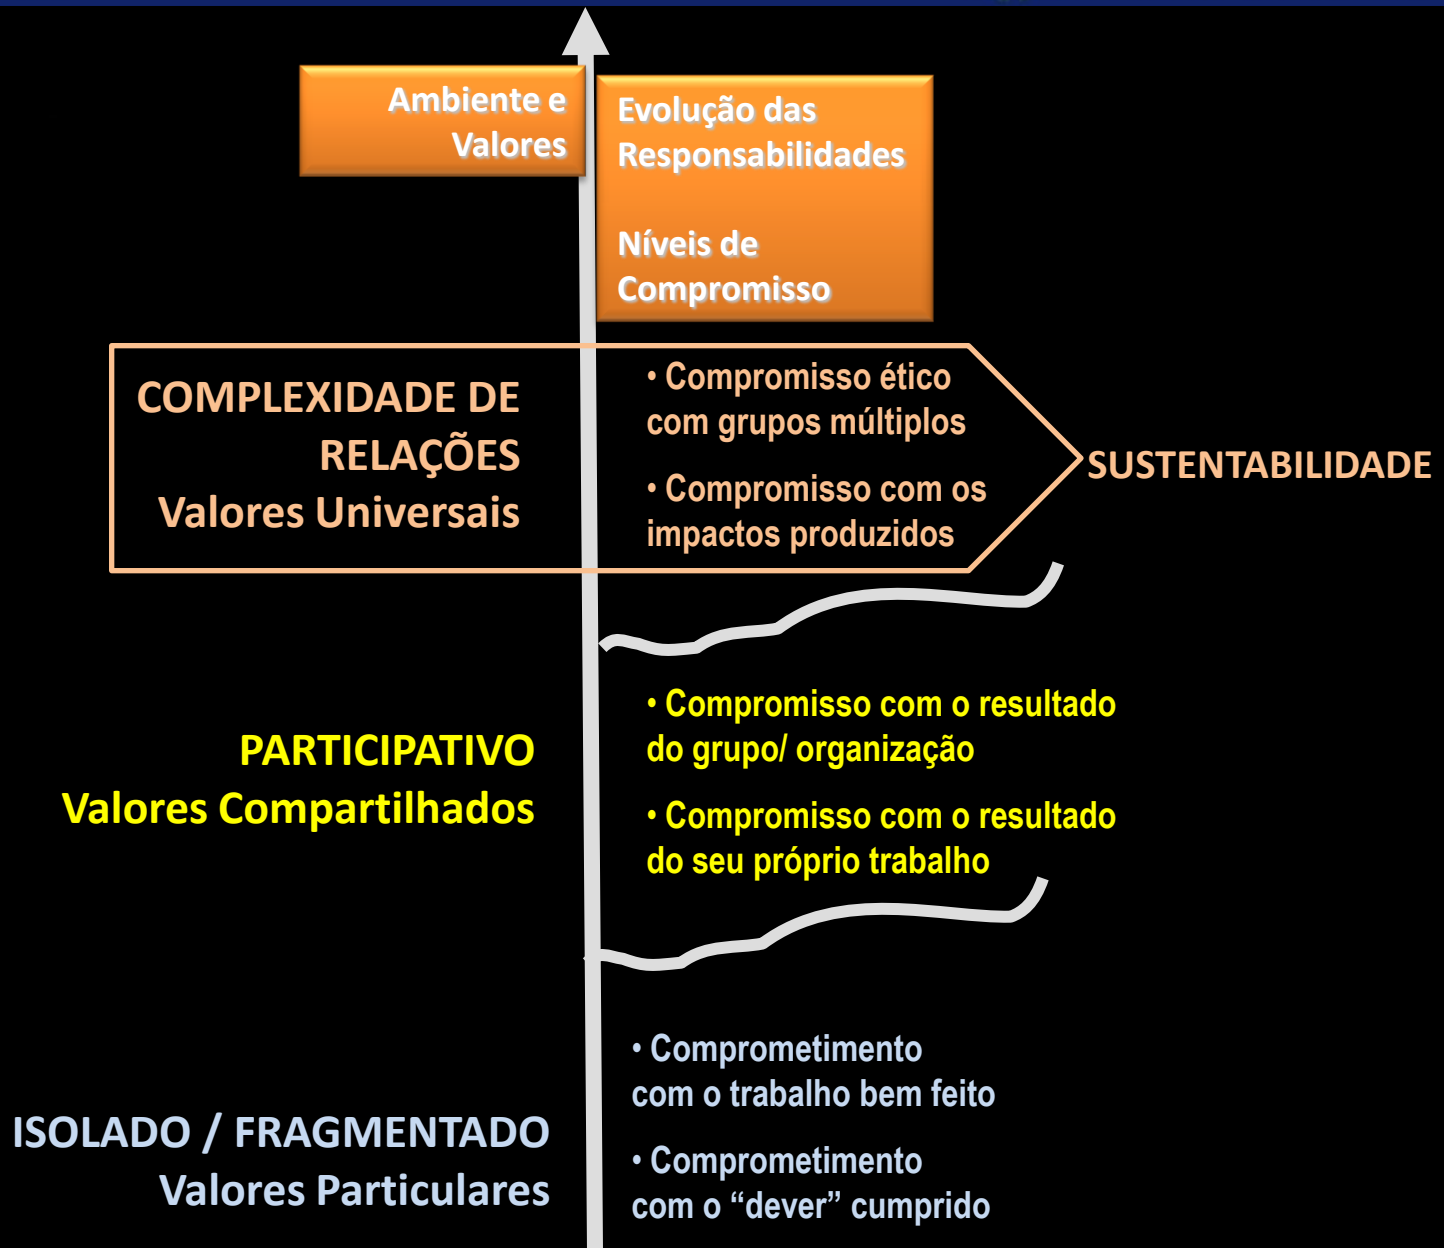 Ambiente e
Valores
Evolução das
Responsabilidades
Níveis de
Compromisso
COMPLEXIDADE DE
RELAÇÕES
Valores Universais
• Compromisso ético
com grupos múltiplos
• Compromisso com os
impactos produzidos
SUSTENTABILIDADE
PARTICIPATIVO
Valores Compartilhados
• Compromisso com o resultado
do grupo/ organização
• Compromisso com o resultado
do seu próprio trabalho
ISOLADO / FRAGMENTADO
Valores Particulares
• Comprometimento
com o trabalho bem feito
• Comprometimento
com o “dever” cumprido